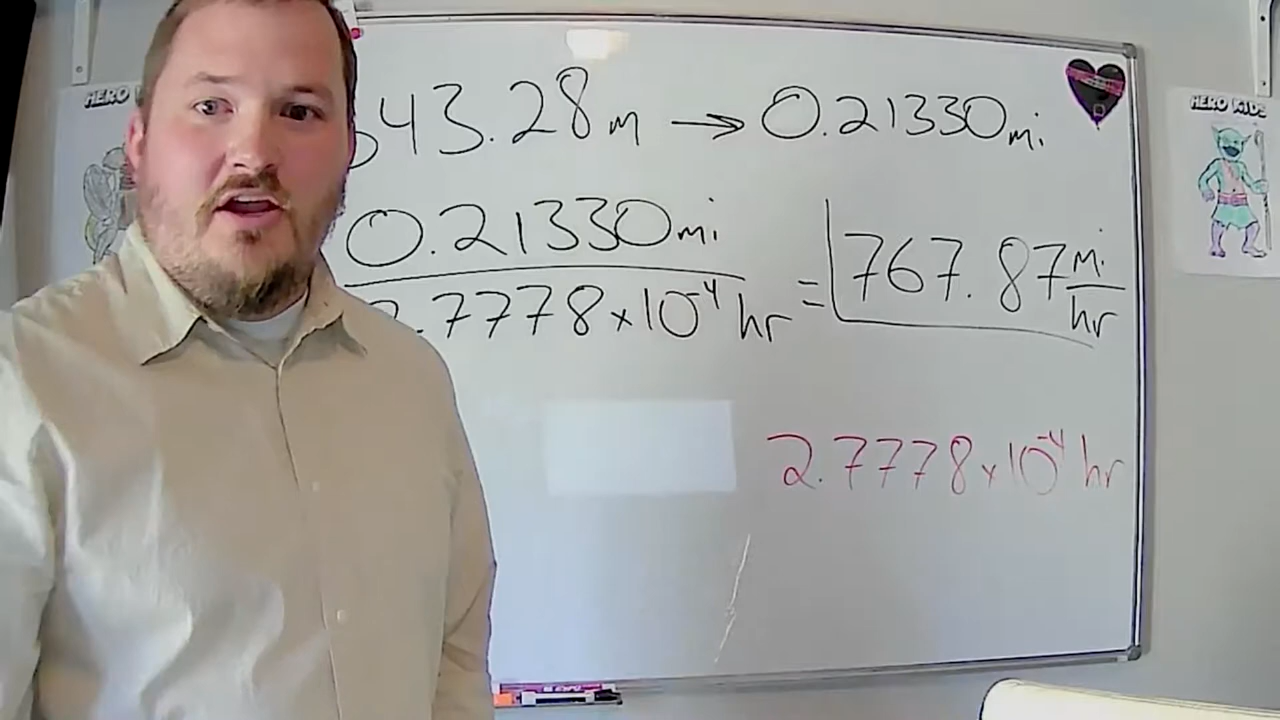 HERO
43.28 m → 0.21330 mi
HERO KIDS
0.21330 mi
.7778 x 10⁻⁴ hr
= 767.87 mi
hr
2.7778 x 10⁻⁴ hr